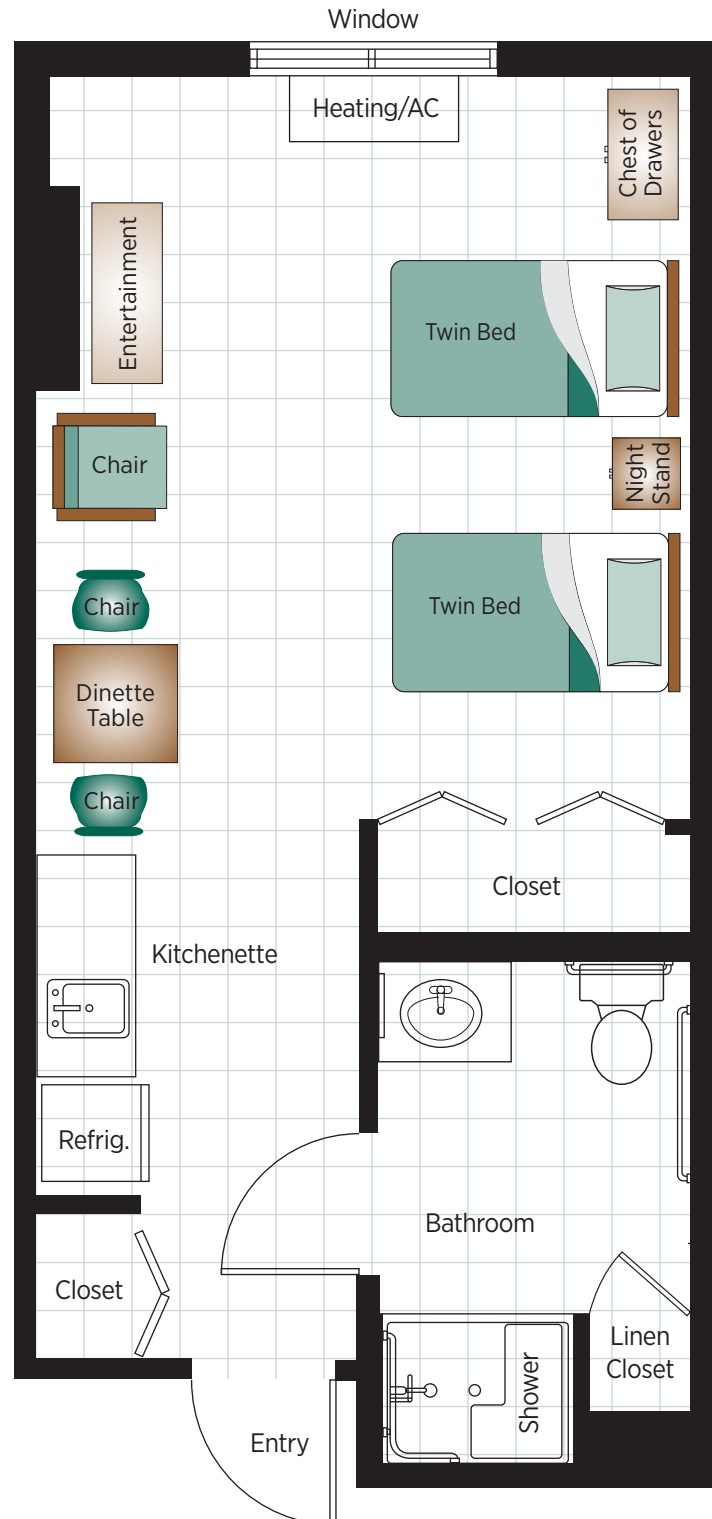 Window
Heating/AC
Chest of
Drawers
Entertainment
Twin Bed
Chair
Night
Stand
Chair
Twin Bed
Dinette
Table
Chair
Closet
Kitchenette
Refrig.
Bathroom
Closet
Linen
Closet
Shower
Entry